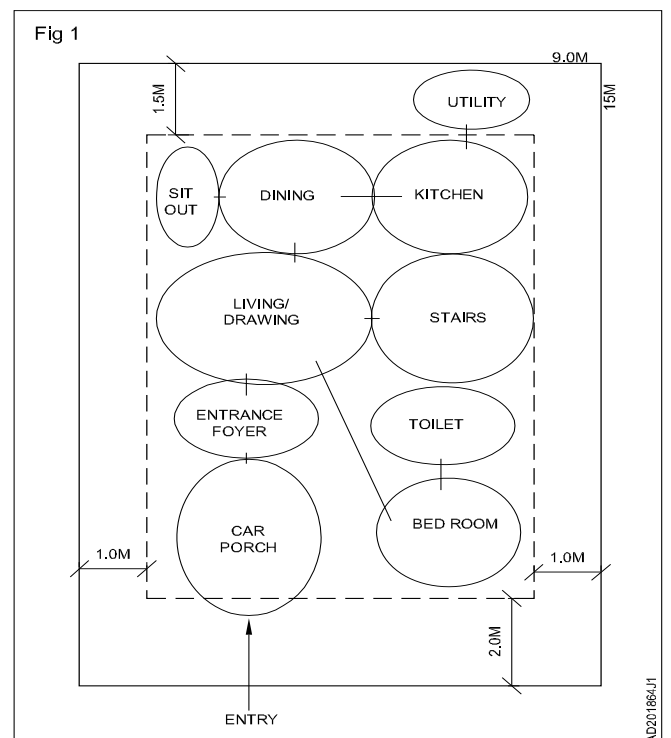 Fig 1
9.0M
1.5M
15M
UTILITY
SIT
OUT
DINING
KITCHEN
LIVING/
DRAWING
STAIRS
ENTRANCE
FOYER
TOILET
CAR
PORCH
BED ROOM
1.0M
1.0M
2.0M
ENTRY
AD201864J1